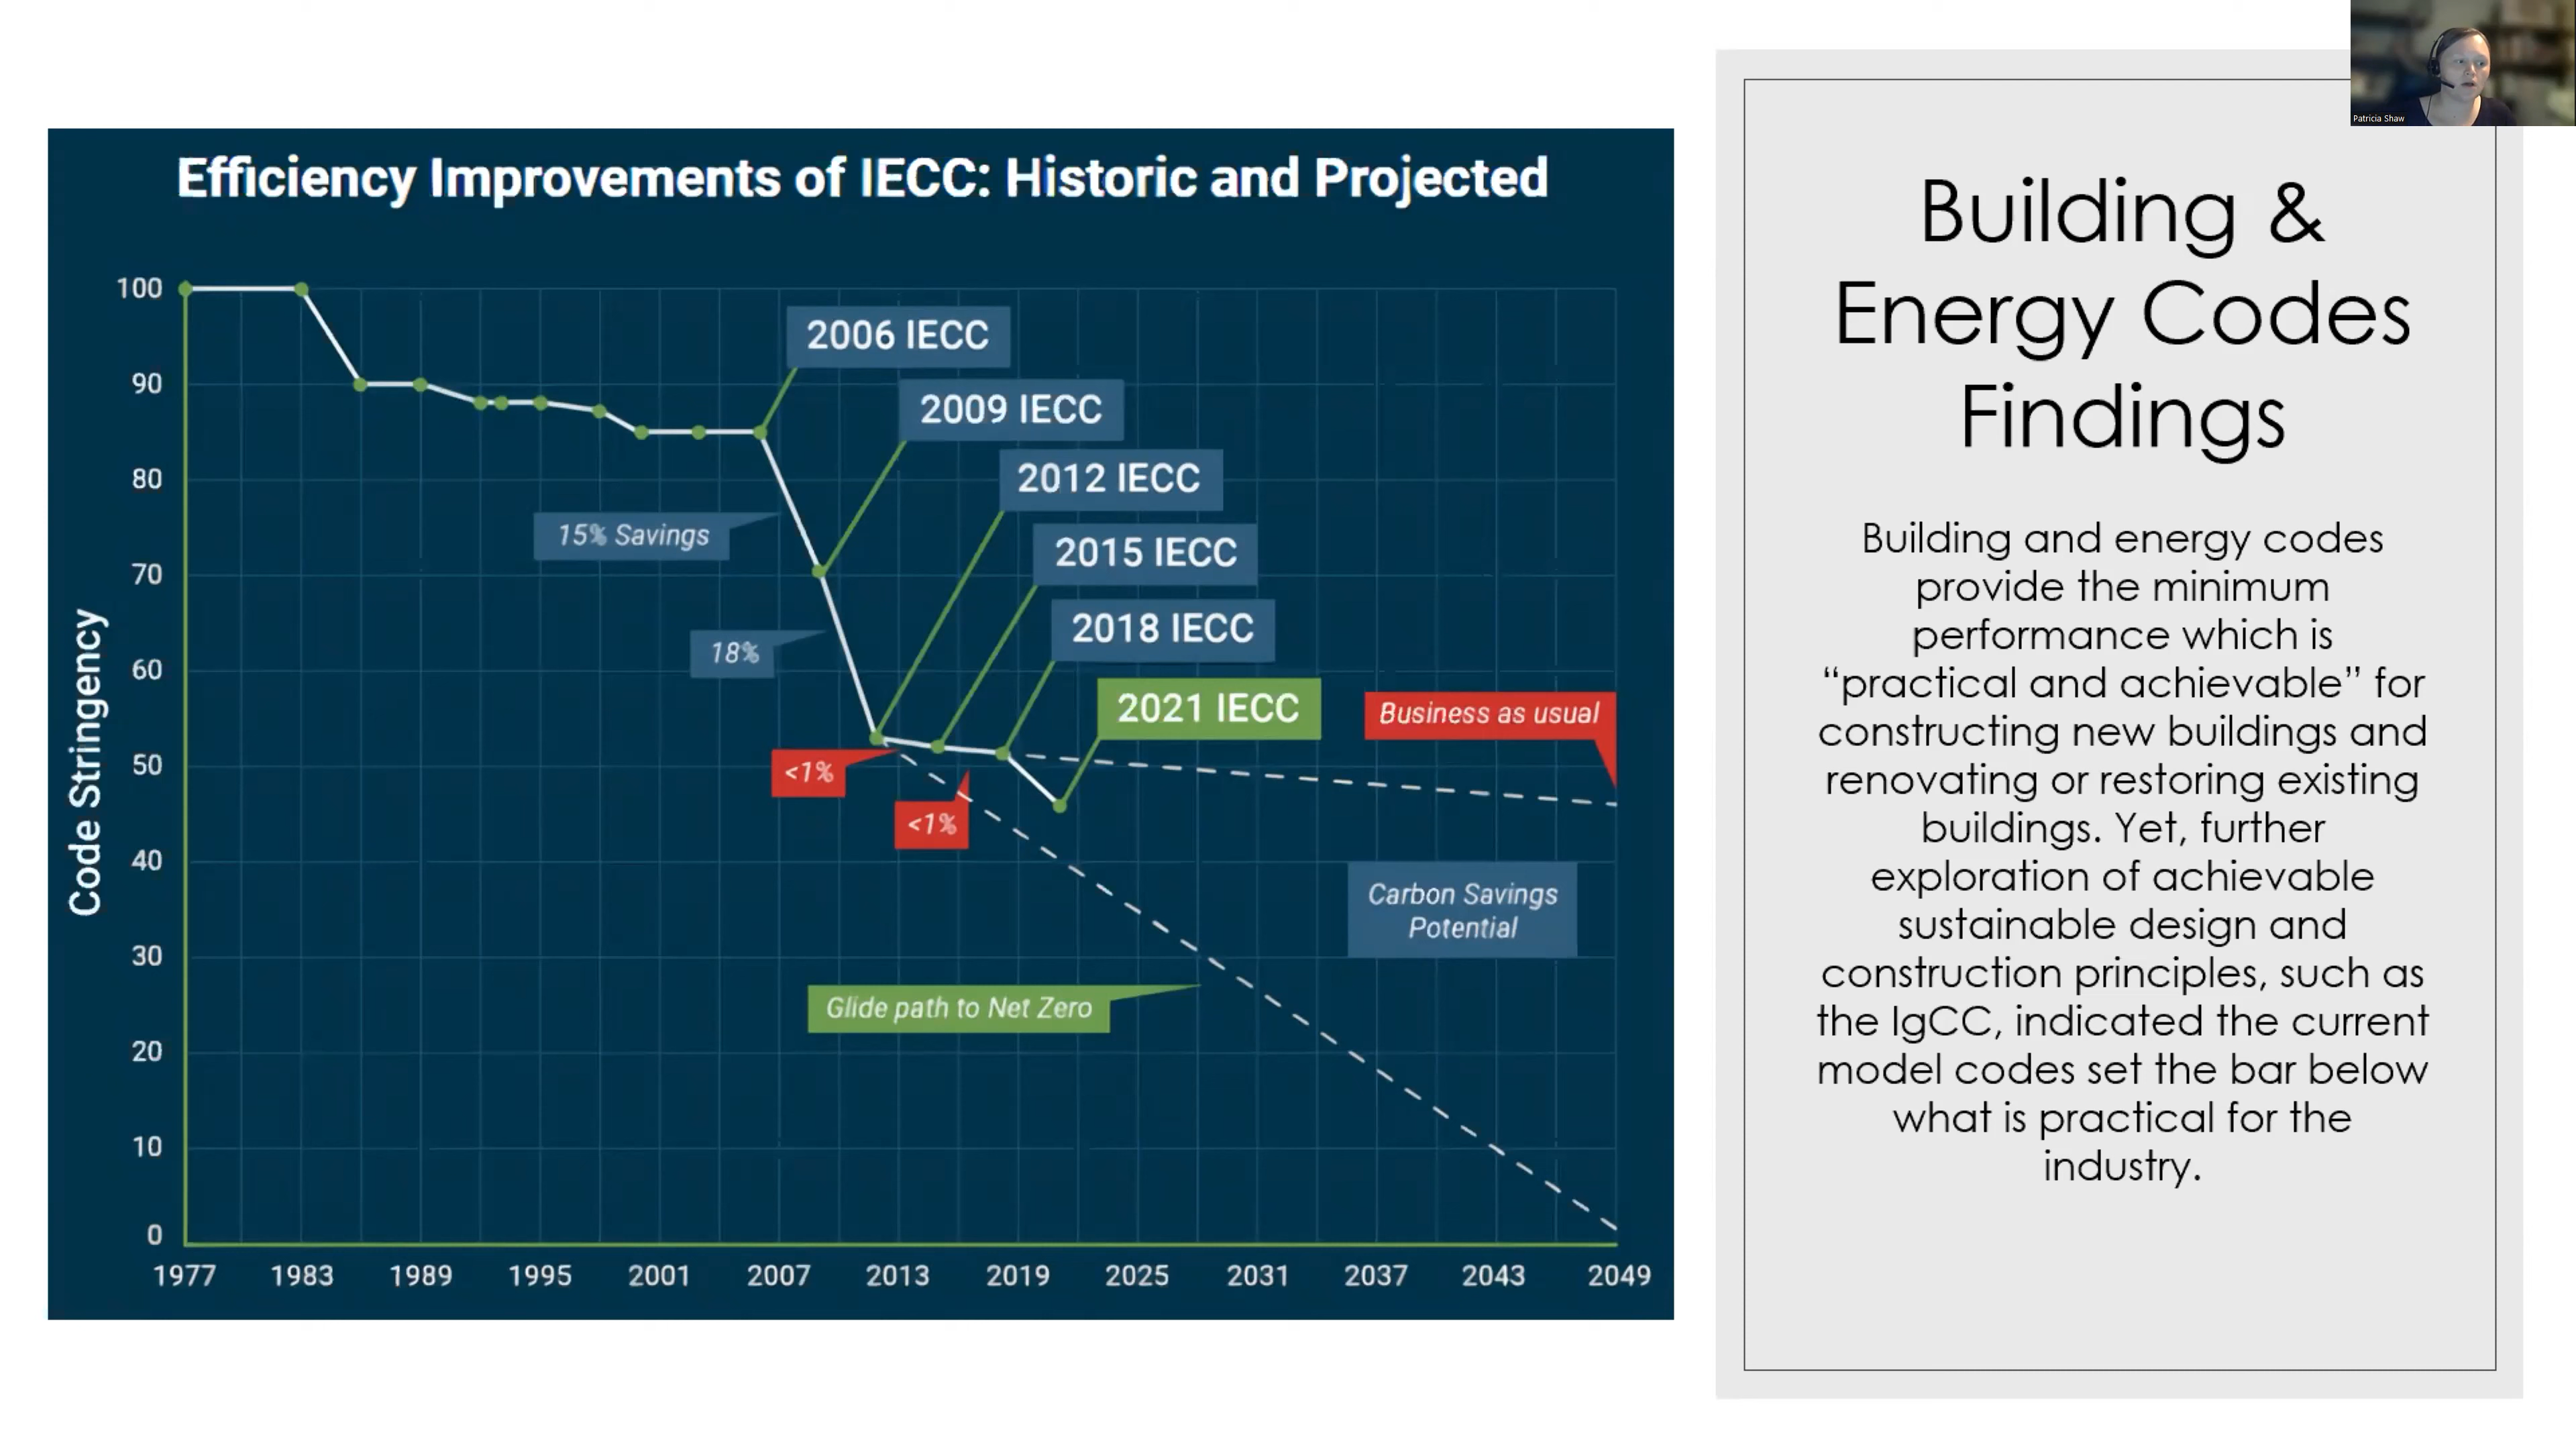 Patricia Shaw
Efficiency Improvements of IECC: Historic and Projected
Code Stringency
100
90
80
70
60
50
40
30
20
10
0
1977 1983 1989 1995 2001 2007 2013 2019 2025 2031 2037 2043 2049
2006 IECC
2009 IECC
2012 IECC
2015 IECC
2018 IECC
2021 IECC
15% Savings
18%
<1%
<1%
Business as usual
Carbon Savings
Potential
Glide path to Net Zero
Building &
Energy Codes
Findings
Building and energy codes
provide the minimum
performance which is
“practical and achievable” for
constructing new buildings and
renovating or restoring existing
buildings. Yet, further
exploration of achievable
sustainable design and
construction principles, such as
the IgCC, indicated the current
model codes set the bar below
what is practical for the
industry.